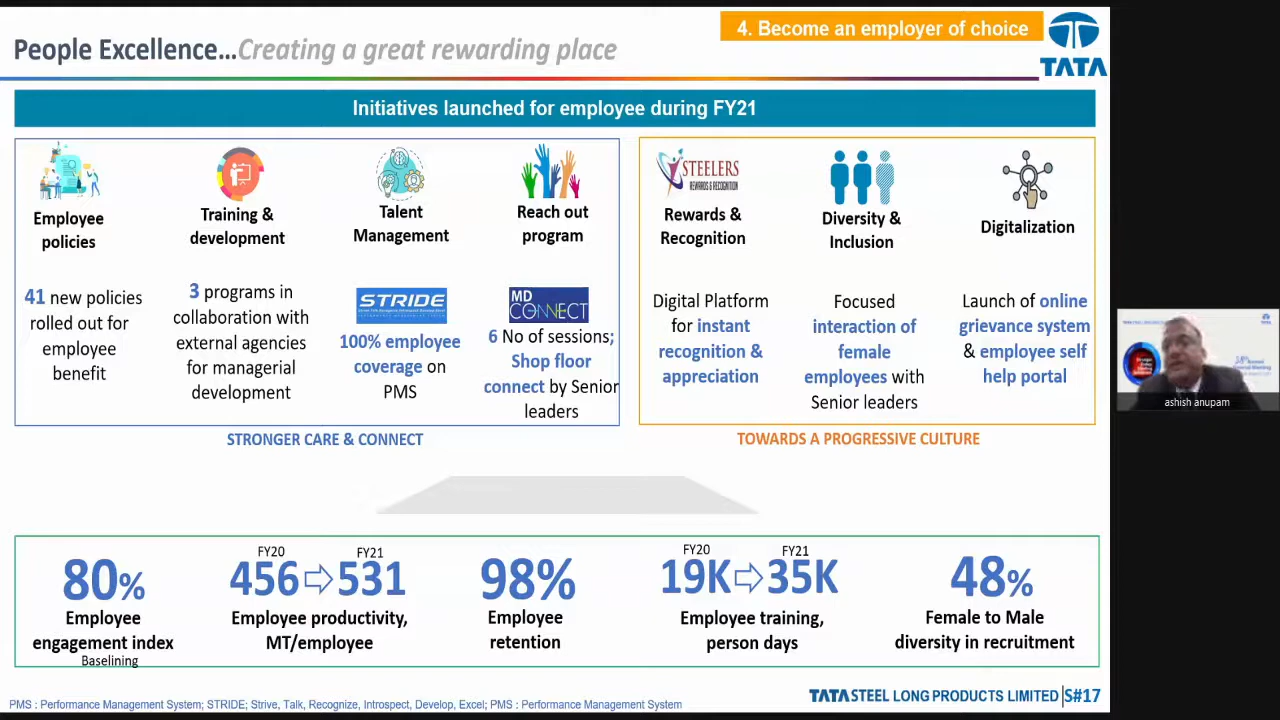 4. Become an employer of choice
People Excellence...Creating a great rewarding place
TATA
Initiatives launched for employee during FY21
Employee
policies
41 new policies
rolled out for
employee
benefit
Training &
development
3 programs in
collaboration with
external agencies
for managerial
development
Talent
Management
STRIDE
100% employee
coverage on
PMS
Reach out
program
MD
CONNECT
6 No of sessions;
Shop floor
connect by Senior
leaders
STRONGER CARE & CONNECT
STEELERS
REWARDS & RECOGNITION
Rewards &
Recognition
Digital Platform
for instant
recognition &
appreciation
Diversity &
Inclusion
Focused
interaction of
female
employees with
Senior leaders
Digitalization
Launch of online
grievance system
& employee self
help portal
TOWARDS A PROGRESSIVE CULTURE
80%
Employee
engagement index
Baselining
FY20 FY21
456 531
Employee productivity,
MT/employee
98%
Employee
retention
FY20 FY21
19K 35K
Employee training,
person days
48%
Female to Male
diversity in recruitment
PMS : Performance Management System; STRIDE; Strive, Talk, Recognize, Introspect, Develop, Excel; PMS : Performance Management System
TATA STEEL LONG PRODUCTS LIMITED |S#17
ashish anupam